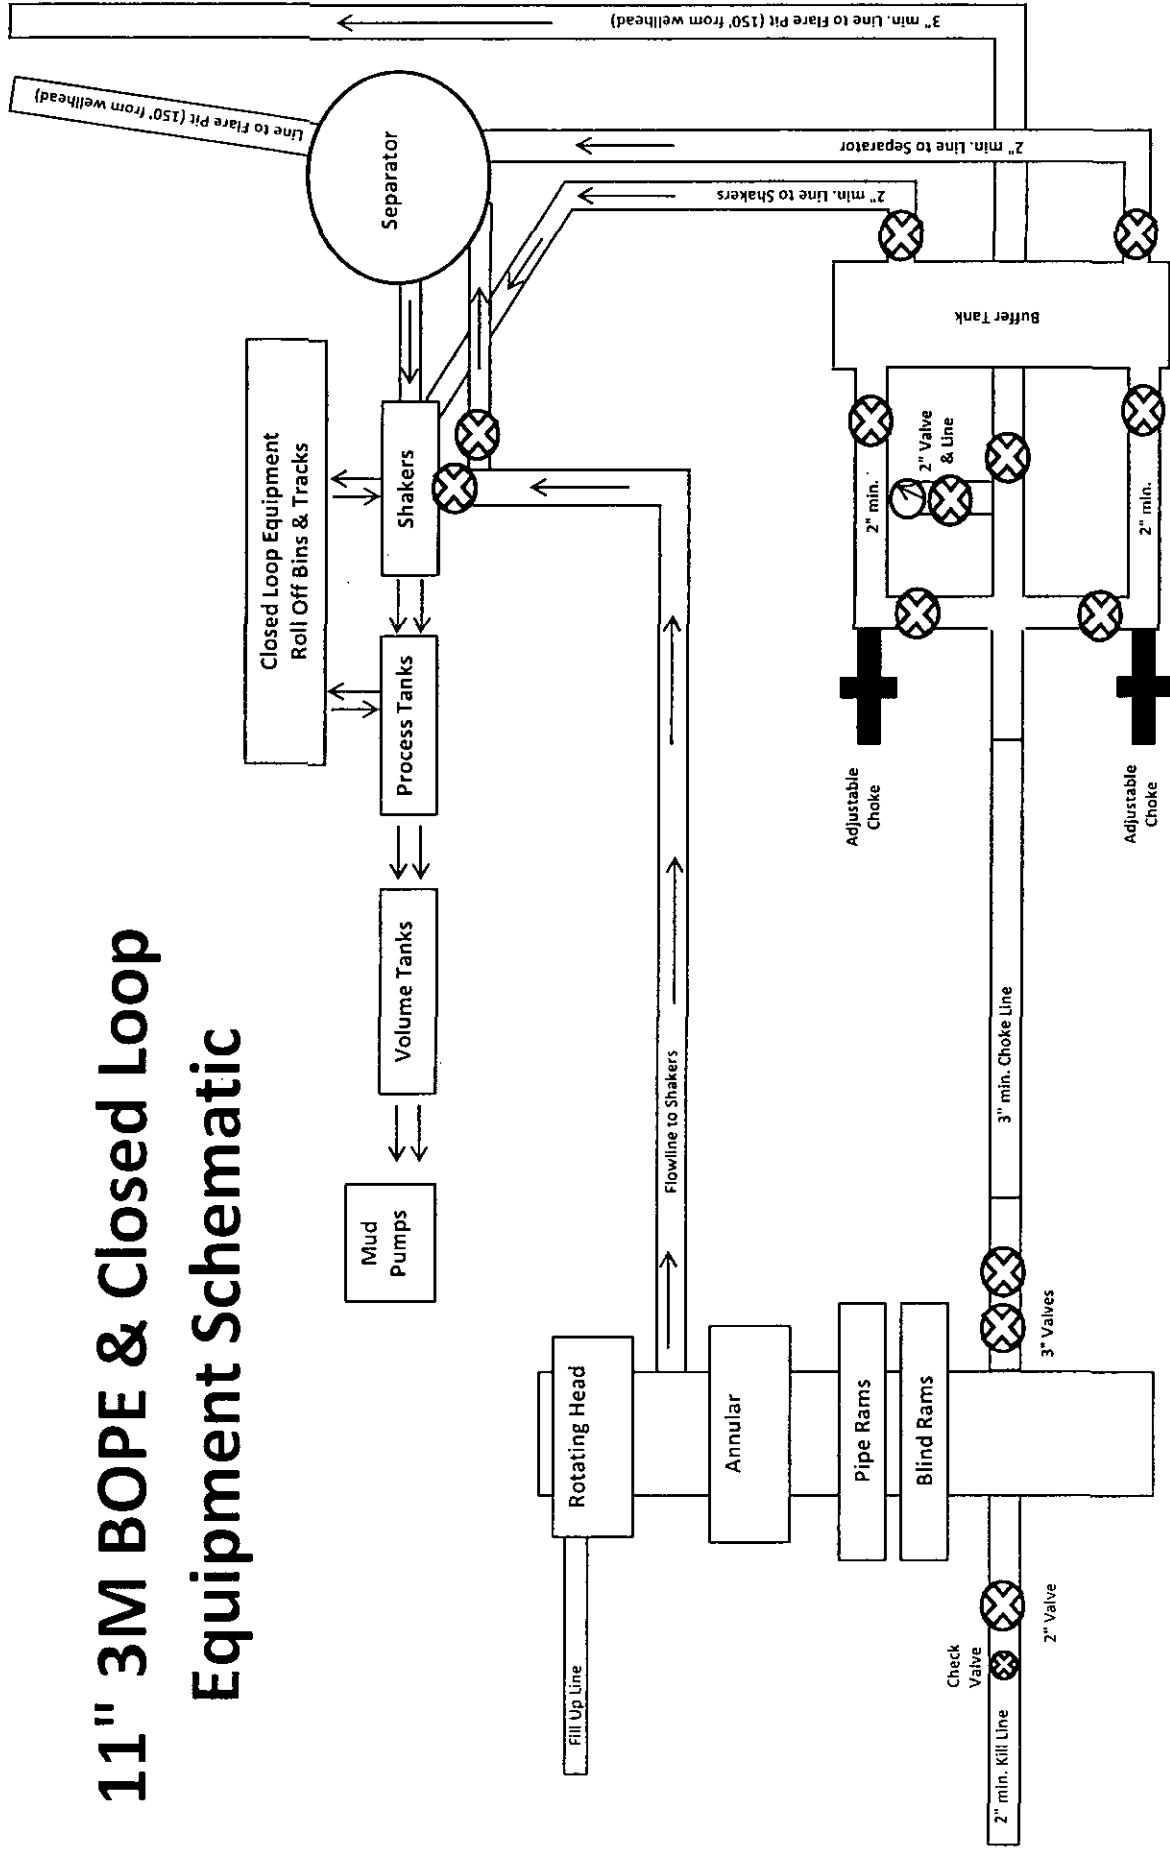 11" 3M BOPE & Closed Loop
Equipment Schematic
Closed Loop Equipment
Roll Off Bins & Tracks
Mud
Pumps
Volume Tanks
Process Tanks
Shakers
Separator
Line to Flare Pit (150' from wellhead)
3" min. Line to Flare Pit (150' from wellhead)
2" min. Line to Separator
2" min. Line to Shakers
Fill Up Line
Rotating Head
Flowline to Shakers
Annular
Pipe Rams
Blind Rams
2" min. Kill Line
Check
Valve
2" Valve
3" Valves
3" min. Choke Line
Adjustable
Choke
Adjustable
Choke
2" min.
2" Valve
& Line
2" min.
Buffer Tank